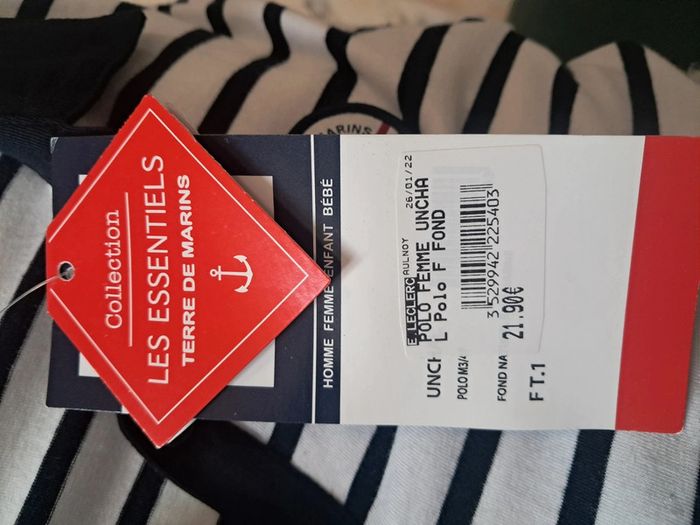 Collection
LES ESSENTIELS
TERRE DE MARINS
HOMME FEMME ENFANT BÉBÉ
MARINS
E.LECLERC AULNOY 26/01/22
POLO FEMME UNCHA
L Polo F FOND
3 529942 225403
21.90€
UNCH
POLO M3/4
FOND NA
FT.1